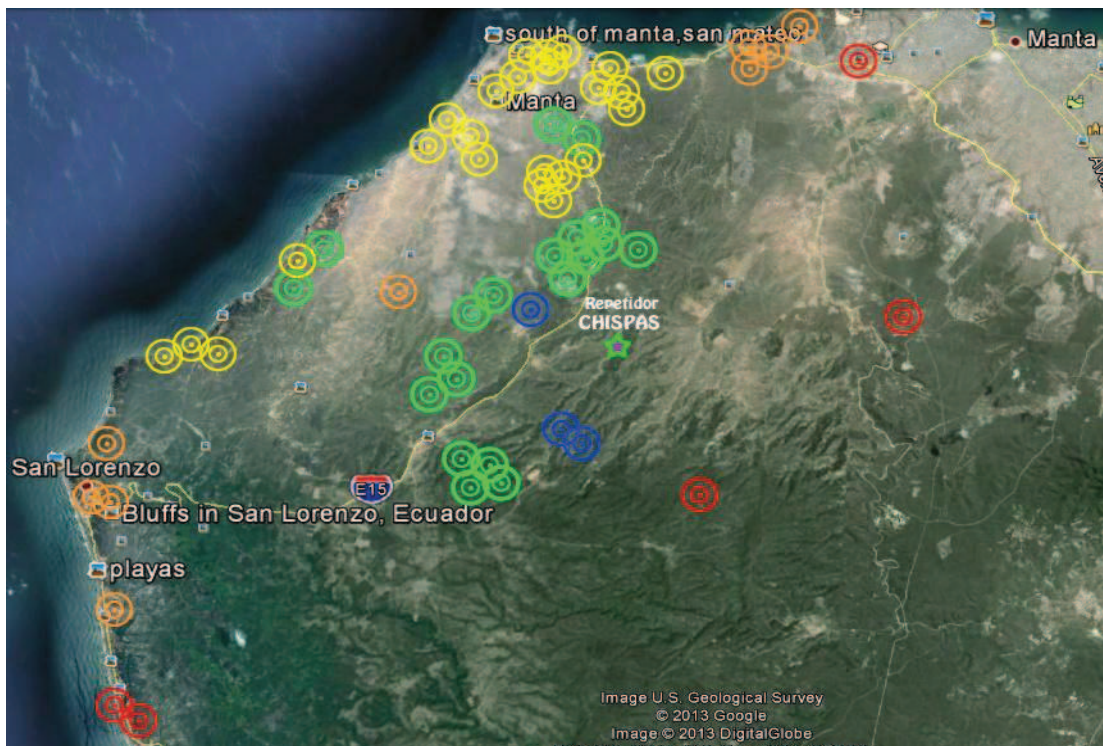 south of manta,san mateo
Manta
Manta
Repetidor
CHISPAS
San Lorenzo
E15
Bluffs in San Lorenzo, Ecuador
playas
Image U.S. Geological Survey
© 2013 Google
Image © 2013 DigitalGlobe